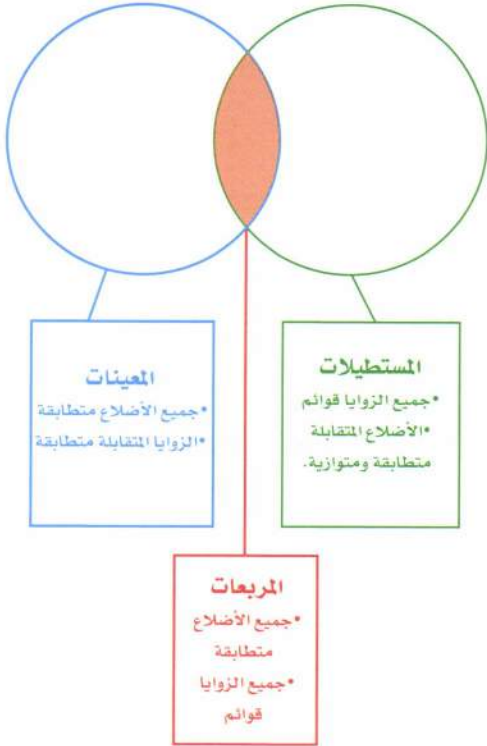 المستطيلات
•جميع الزوايا قوائم
•الأضلاع المتقابلة
متطابقة ومتوازية.
المعينات
•جميع الأضلاع متطابقة
•الزوايا المتقابلة متطابقة
المربعات
•جميع الأضلاع
متطابقة
•جميع الزوايا
قوائم